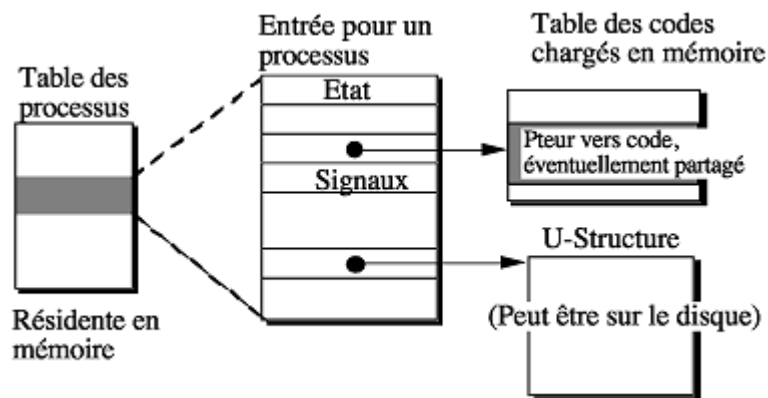 Table des
processus
Résidente en
mémoire
Entrée pour un
processus
Etat
Signaux
Table des codes
chargés en mémoire
Pteur vers code,
éventuellement partagé
U-Structure
(Peut être sur le disque)